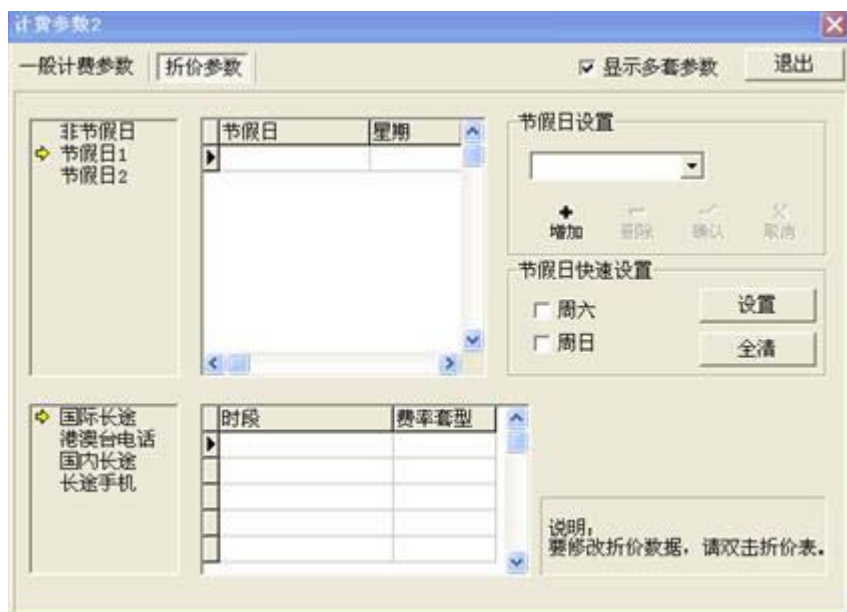 计费参数2
一般计费参数 折价参数 显示多套参数 退出
非节假日
节假日1
节假日2
节假日 星期
节假日设置
增加 删除 确认 取消
节假日快速设置
周六 设置
周日 全清
国际长途
港澳台电话
国内长途
长途手机
时段 费率套型
说明,
要修改折价数据,请双击折价表.